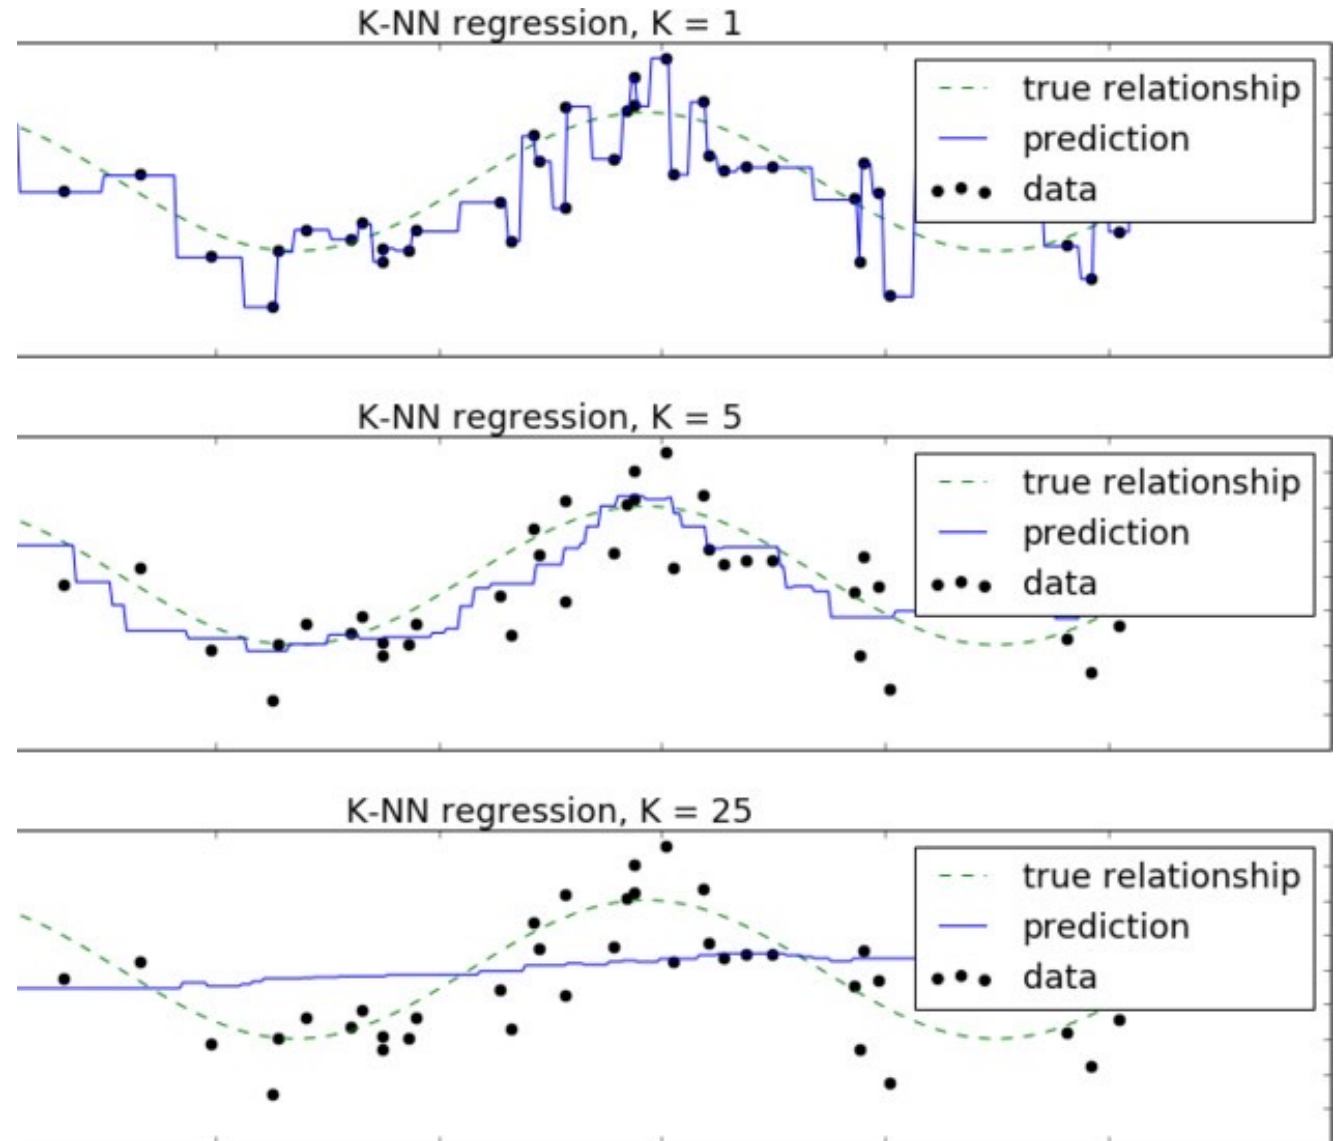 K-NN regression, K = 1
true relationship
prediction
data
K-NN regression, K = 5
true relationship
prediction
data
K-NN regression, K = 25
true relationship
prediction
data